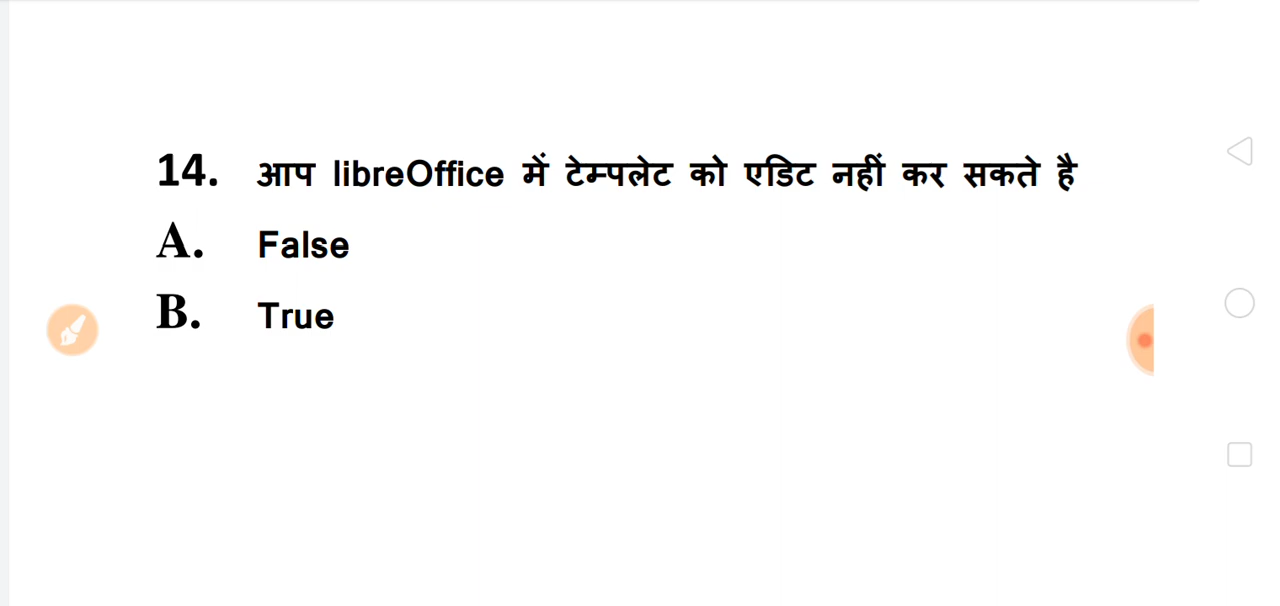 14. आप libreOffice में टेम्पलेट को एडिट नहीं कर सकते है
A. False
B. True